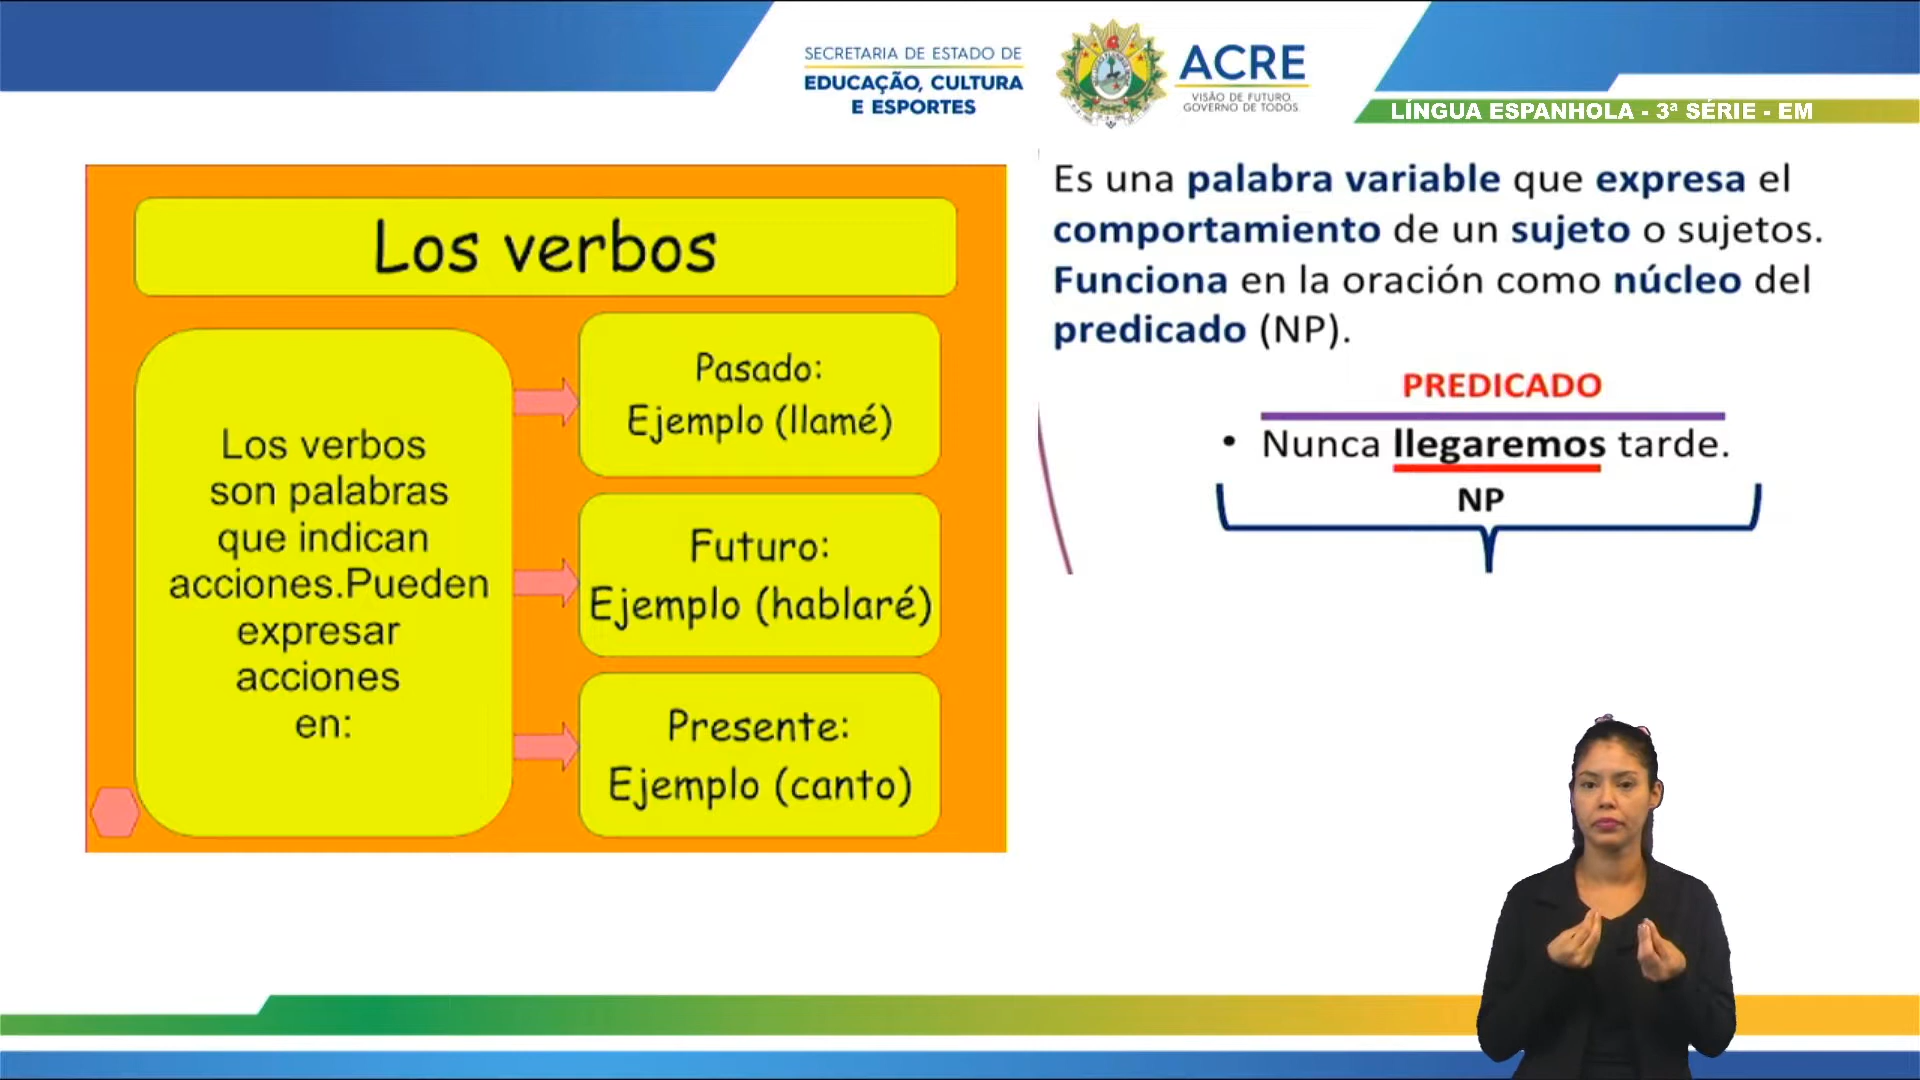 SECRETARIA DE ESTADO DE
EDUCAÇÃO, CULTURA
E ESPORTES
ACRE
VISÃO DE FUTURO.
GOVERNO DE TODOS.
LÍNGUA ESPANHOLA - 3ª SÉRIE - EM
Los verbos
Los verbos
son palabras
que indican
acciones.Pueden
expresar
acciones
en:
Pasado:
Ejemplo (llamé)
Futuro:
Ejemplo (hablaré)
Presente:
Ejemplo (canto)
Es una palabra variable que expresa el
comportamiento de un sujeto o sujetos.
Funciona en la oración como núcleo del
predicado (NP).
PREDICADO
• Nunca llegaremos tarde.
NP